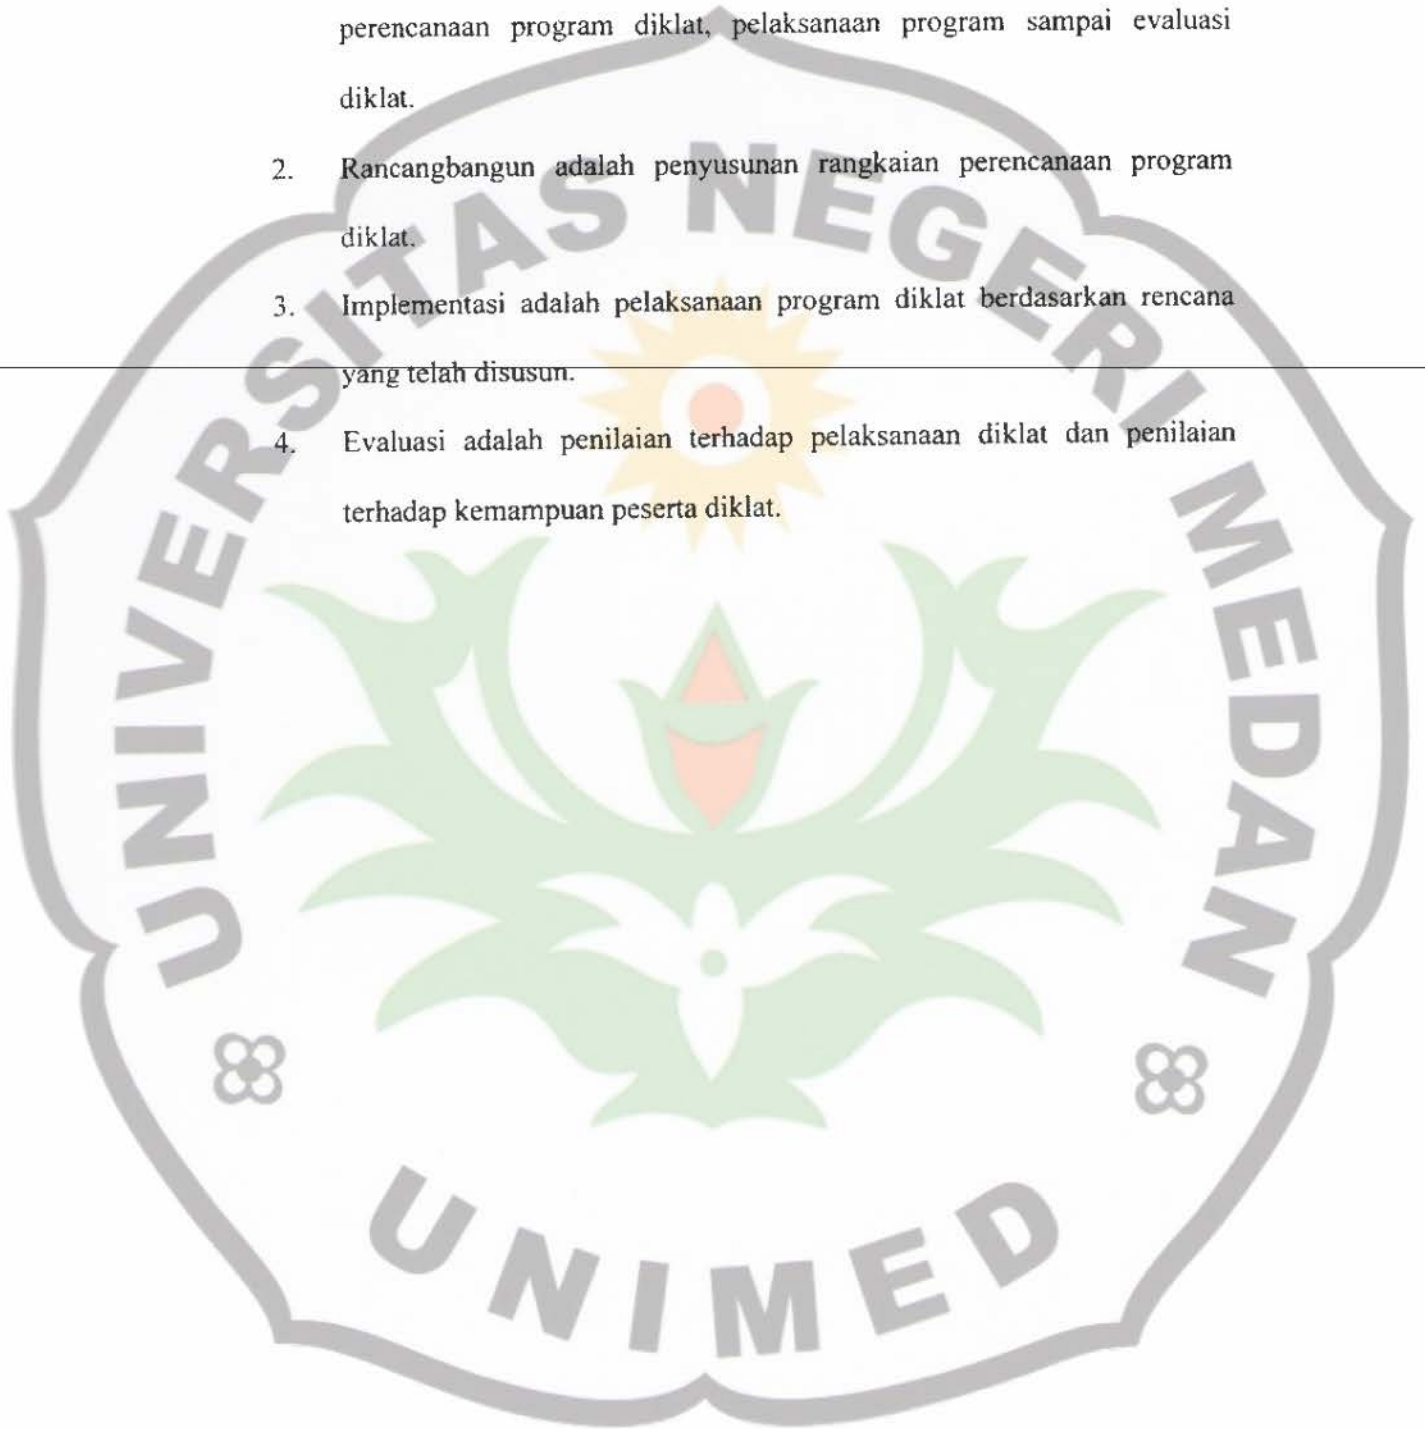 perencanaan program diklat, pelaksanaan program sampai evaluasi
diklat.
2. Rancangbangun adalah penyusunan rangkaian perencanaan program
diklat.
3. Implementasi adalah pelaksanaan program diklat berdasarkan rencana
yang telah disusun.
4. Evaluasi adalah penilaian terhadap pelaksanaan diklat dan penilaian
terhadap kemampuan peserta diklat.
UNIVERSITAS NEGERI MEDAN
UNIMED